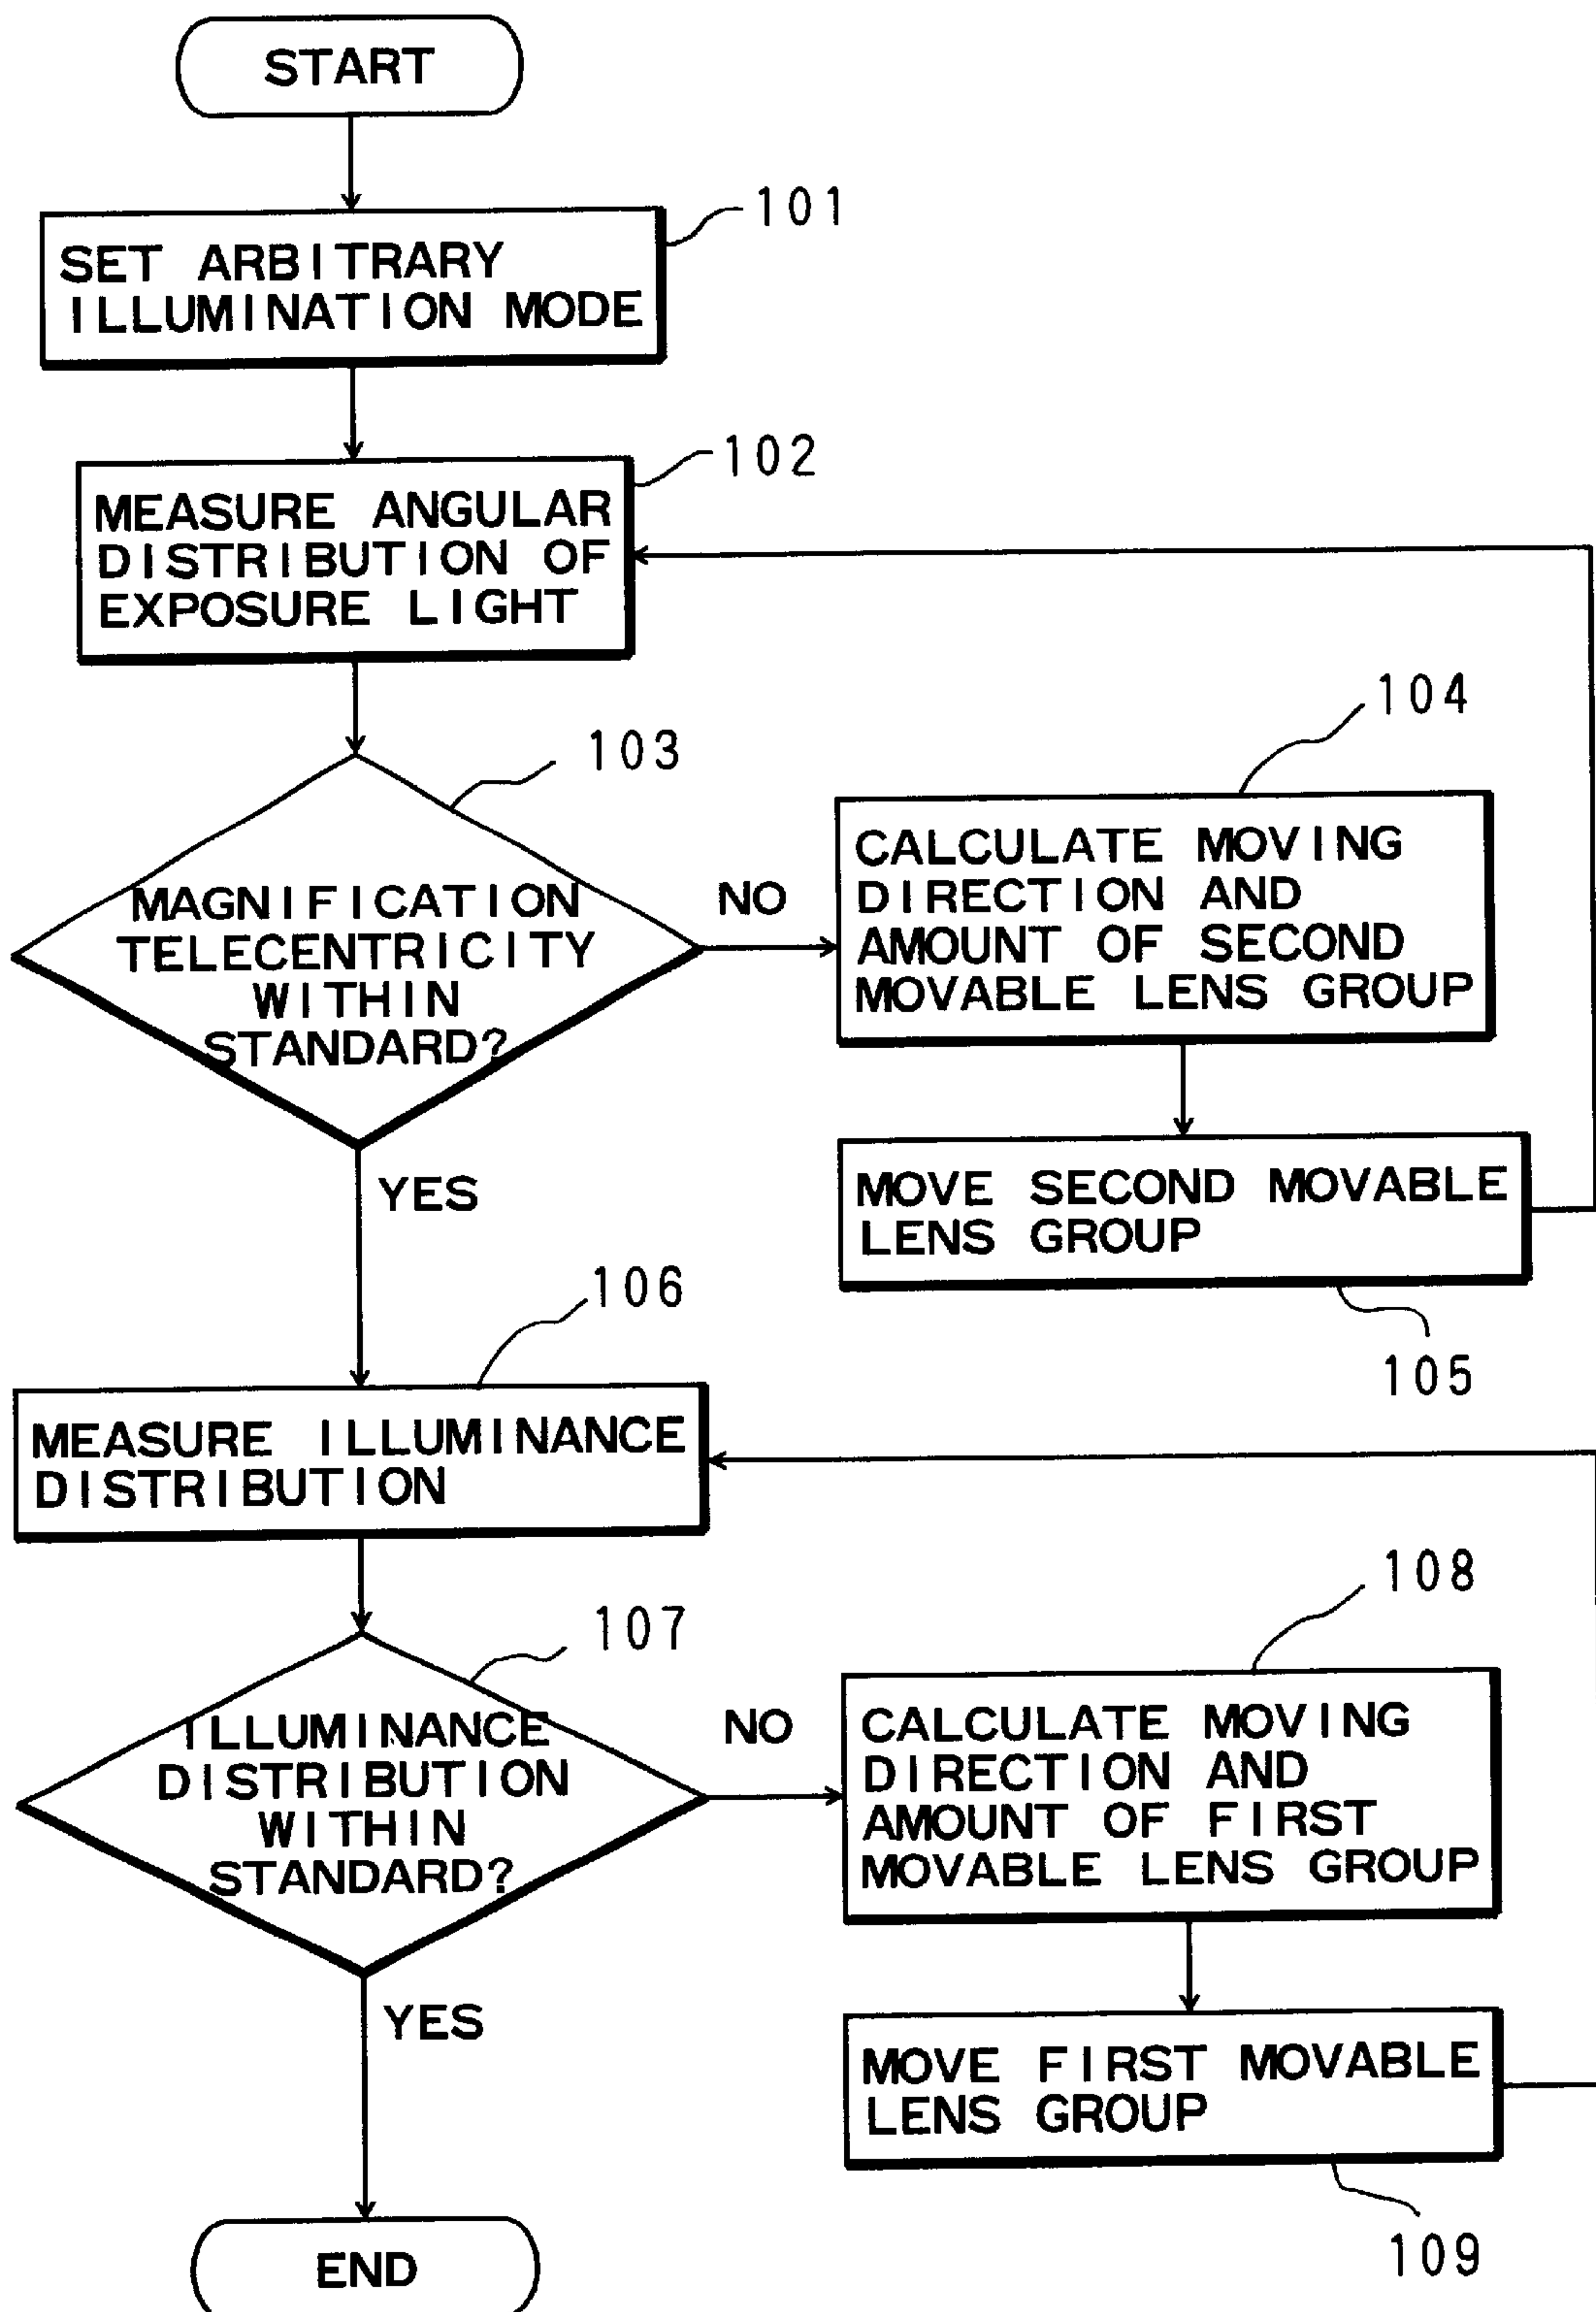 START
101
SET ARBITRARY
ILLUMINATION MODE
102
MEASURE ANGULAR
DISTRIBUTION OF
EXPOSURE LIGHT
103
MAGNIFICATION
TELECENTRICITY
WITHIN
STANDARD?
NO
YES
104
CALCULATE MOVING
DIRECTION AND
AMOUNT OF SECOND
MOVABLE LENS GROUP
MOVE SECOND MOVABLE
LENS GROUP
105
106
MEASURE ILLUMINANCE
DISTRIBUTION
107
ILLUMINANCE
DISTRIBUTION
WITHIN
STANDARD?
NO
YES
108
CALCULATE MOVING
DIRECTION AND
AMOUNT OF FIRST
MOVABLE LENS GROUP
MOVE FIRST MOVABLE
LENS GROUP
109
END